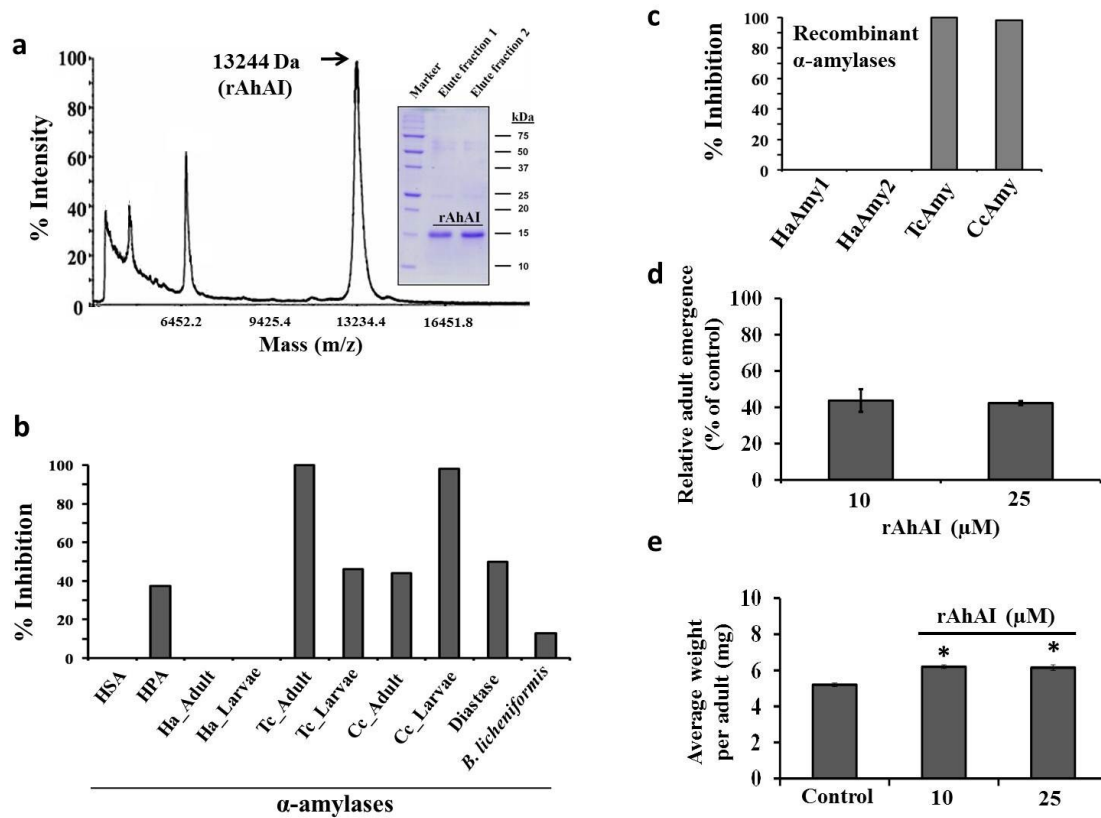 a
13244 Da
(rAhAI)
Marker
Elute fraction 1
Elute fraction 2
kDa
75
50
37
25
20
15
10
rAhAI
% Intensity
100
80
60
40
20
0
6452.2 9425.4 13234.4 16451.8
Mass (m/z)
b
% Inhibition
100
80
60
40
20
0
HSA
HPA
Ha_Adult
Ha_Larvae
Tc_Adult
Tc_Larvae
Cc_Adult
Cc_Larvae
Diastase
B. licheniformis
α-amylases
c
Recombinant
α-amylases
% Inhibition
100
80
60
40
20
0
HaAmy1
HaAmy2
TcAmy
CcAmy
d
Relative adult emergence
(% of control)
100
80
60
40
20
0
10 25
rAhAI (μM)
e
Average weight
per adult (mg)
10
8
6
4
2
0
rAhAI (μM)
* *
Control 10 25